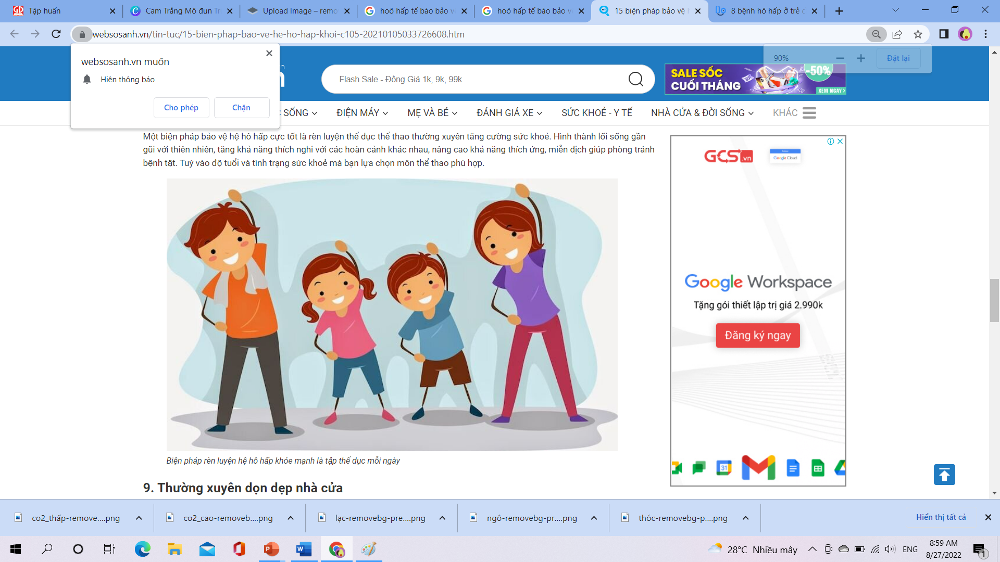 Tập huấn
Cam Trắng Mô đun Tr
Upload Image – remo
hoô hấp tế bào bảo v
hoô hấp tế bào bảo v
15 biện pháp bảo vệ
8 bệnh hô hấp ở trẻ
websosanh.vn/tin-tuc/15-bien-phap-bao-ve-he-ho-hap-khoi-c105-20210105033726608.htm
websosanh.vn muốn
Hiện thông báo
Cho phép
Chặn
90%
Đặt lại
Flash Sale - Đồng Giá 1k, 9k, 99k
SALE SỐC
CUỐI THÁNG
-50%
XEM NGAY >
SỐNG
ĐIỆN MÁY
MẸ VÀ BÉ
ĐÁNH GIÁ XE
SỨC KHOẺ - Y TẾ
NHÀ CỬA & ĐỜI SỐNG
KHÁC
Một biện pháp bảo vệ hệ hô hấp cực tốt là rèn luyện thể dục thể thao thường xuyên tăng cường sức khoẻ. Hình thành lối sống gần
gũi với thiên nhiên, tăng khả năng thích nghi với các hoàn cảnh khác nhau, nâng cao khả năng thích ứng, miễn dịch giúp phòng tránh
bệnh tật. Tuỳ vào độ tuổi và tình trạng sức khoẻ mà bạn lựa chọn môn thể thao phù hợp.
Biện pháp rèn luyện hệ hô hấp khỏe mạnh là tập thể dục mỗi ngày
9. Thường xuyên dọn dẹp nhà cửa
GCS.vn
Google Cloud
Google Workspace
Tặng gói thiết lập trị giá 2.990k
Đăng ký ngay
31
co2_thấp-remove....png
co2_cao-removeb....png
lạc-removebg-pre....png
ngô-removebg-pr....png
thóc-removebg-p....png
Hiển thị tất cả
28°C Nhiều mây
ENG
8:59 AM
8/27/2022
1